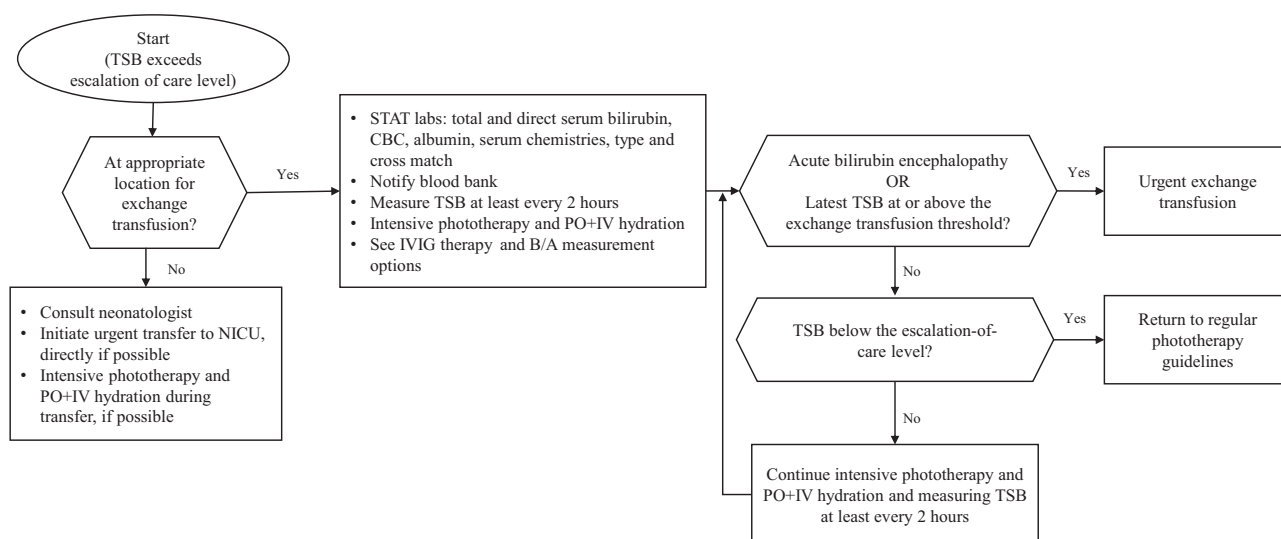 Start
(TSB exceeds
escalation of care level)
At appropriate
location for
exchange
transfusion?
Yes
No
• Consult neonatologist
• Initiate urgent transfer to NICU,
directly if possible
• Intensive phototherapy and
PO+IV hydration during
transfer, if possible
• STAT labs: total and direct serum bilirubin,
CBC, albumin, serum chemistries, type and
cross match
• Notify blood bank
• Measure TSB at least every 2 hours
• Intensive phototherapy and PO+IV hydration
• See IVIG therapy and B/A measurement
options
Acute bilirubin encephalopathy
OR
Latest TSB at or above the
exchange transfusion threshold?
Yes
Urgent exchange
transfusion
No
TSB below the escalation-of-
care level?
Yes
Return to regular
phototherapy
guidelines
No
Continue intensive phototherapy and
PO+IV hydration and measuring TSB
at least every 2 hours